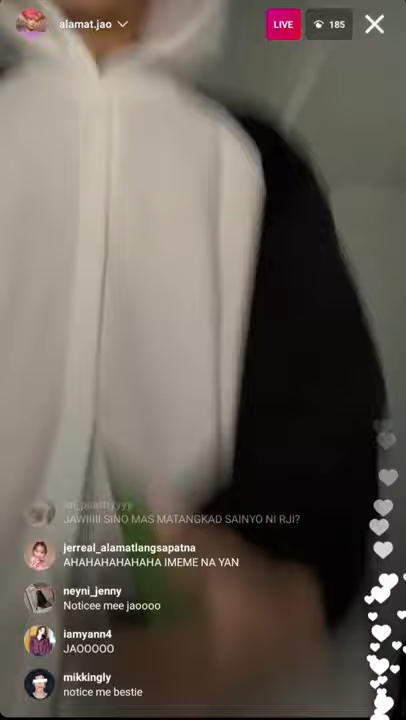 alamat.jao
LIVE
185
JAWIIIII SINO MAS MATANGKAD SAINYO NI RJI?
jerreal_alamatlangsapatna
AHAHAHAHAHAHA IMEME NA YAN
neyni_jenny
Noticee mee jaoooo
iamyann4
JAOOOOO
mikkingly
notice me bestie